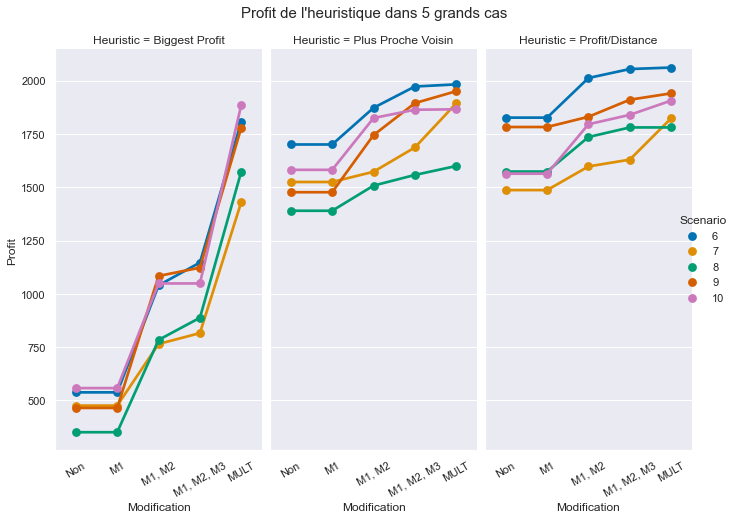 Profit de l'heuristique dans 5 grands cas
Heuristic = Biggest Profit
Heuristic = Plus Proche Voisin
Heuristic = Profit/Distance
Profit
2000
1750
1500
1250
1000
750
500
Non
M1
M1, M2
M1, M2, M3
MULT
Modification
Non
M1
M1, M2
M1, M2, M3
MULT
Modification
Non
M1
M1, M2
M1, M2, M3
MULT
Modification
Scenario
6
7
8
9
10